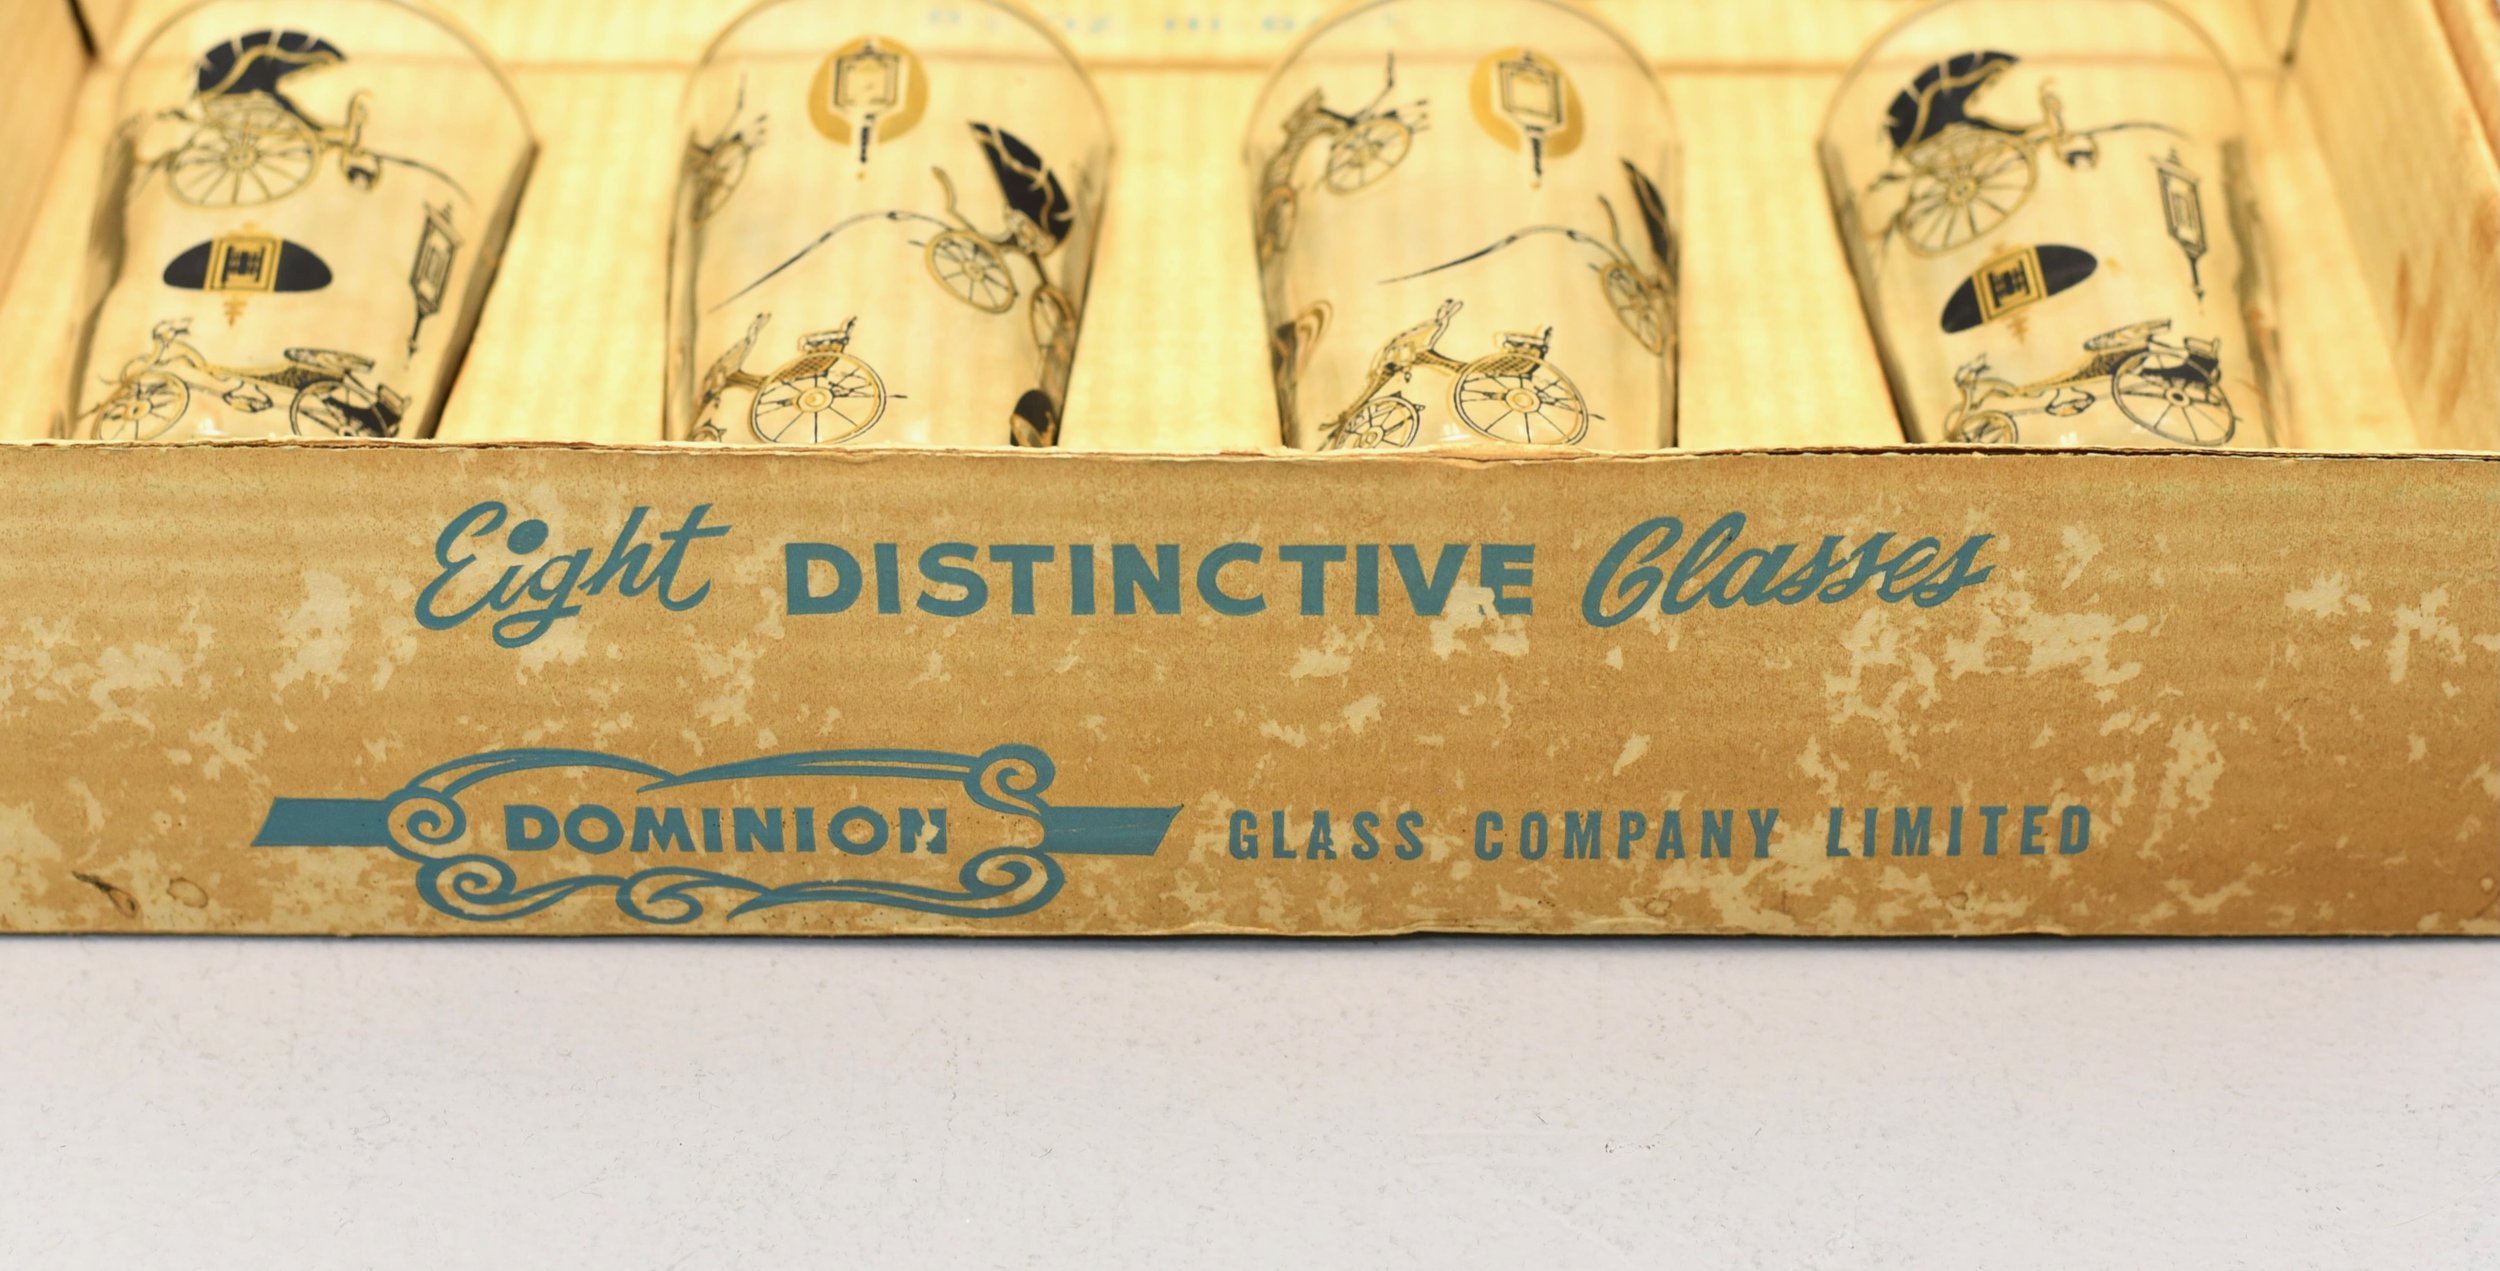 Eight DISTINCTIVE Glasses
DOMINION GLASS COMPANY LIMITED